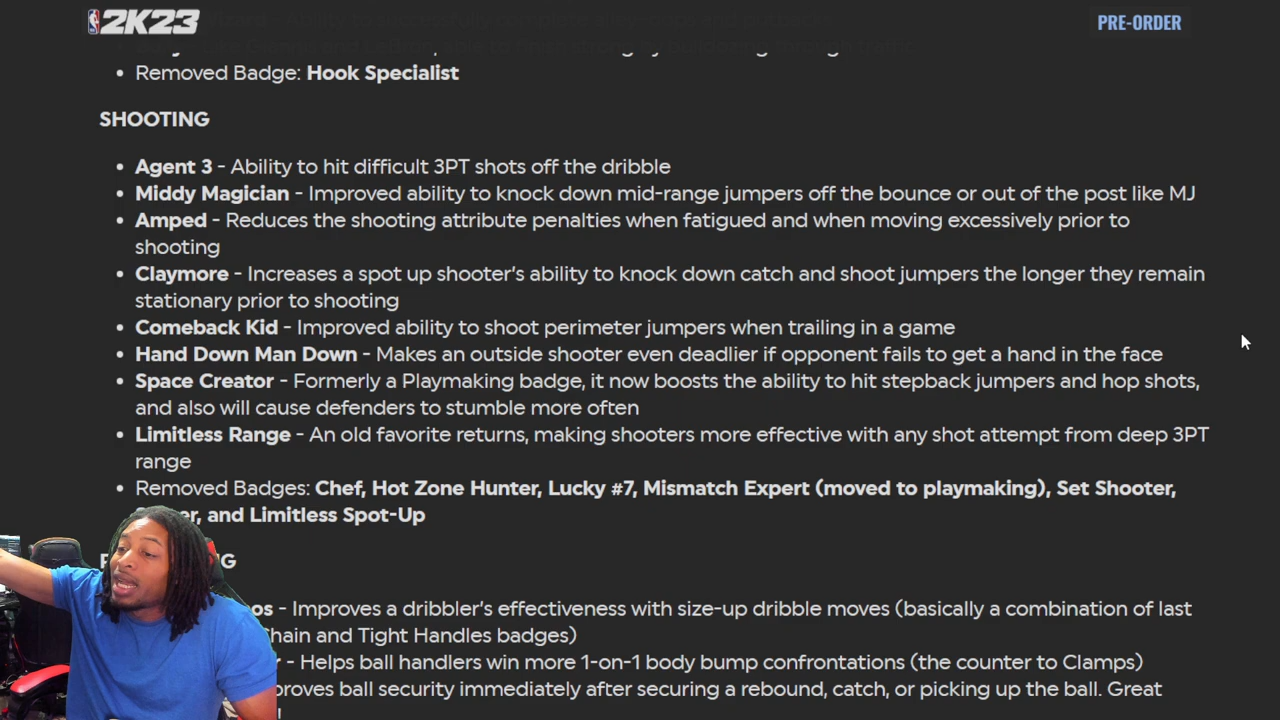 2K23
PRE-ORDER
• Removed Badge: Hook Specialist
SHOOTING
• Agent 3 - Ability to hit difficult 3PT shots off the dribble
• Middy Magician - Improved ability to knock down mid-range jumpers off the bounce or out of the post like MJ
• Amped - Reduces the shooting attribute penalties when fatigued and when moving excessively prior to
shooting
• Claymore - Increases a spot up shooter's ability to knock down catch and shoot jumpers the longer they remain
stationary prior to shooting
• Comeback Kid - Improved ability to shoot perimeter jumpers when trailing in a game
• Hand Down Man Down - Makes an outside shooter even deadlier if opponent fails to get a hand in the face
• Space Creator - Formerly a Playmaking badge, it now boosts the ability to hit stepback jumpers and hop shots,
and also will cause defenders to stumble more often
• Limitless Range - An old favorite returns, making shooters more effective with any shot attempt from deep 3PT
range
• Removed Badges: Chef, Hot Zone Hunter, Lucky #7, Mismatch Expert (moved to playmaking), Set Shooter,
and Limitless Spot-Up
- Improves a dribbler's effectiveness with size-up dribble moves (basically a combination of last
Chain and Tight Handles badges)
- Helps ball handlers win more 1-on-1 body bump confrontations (the counter to Clamps)
ball security immediately after securing a rebound, catch, or picking up the ball. Great